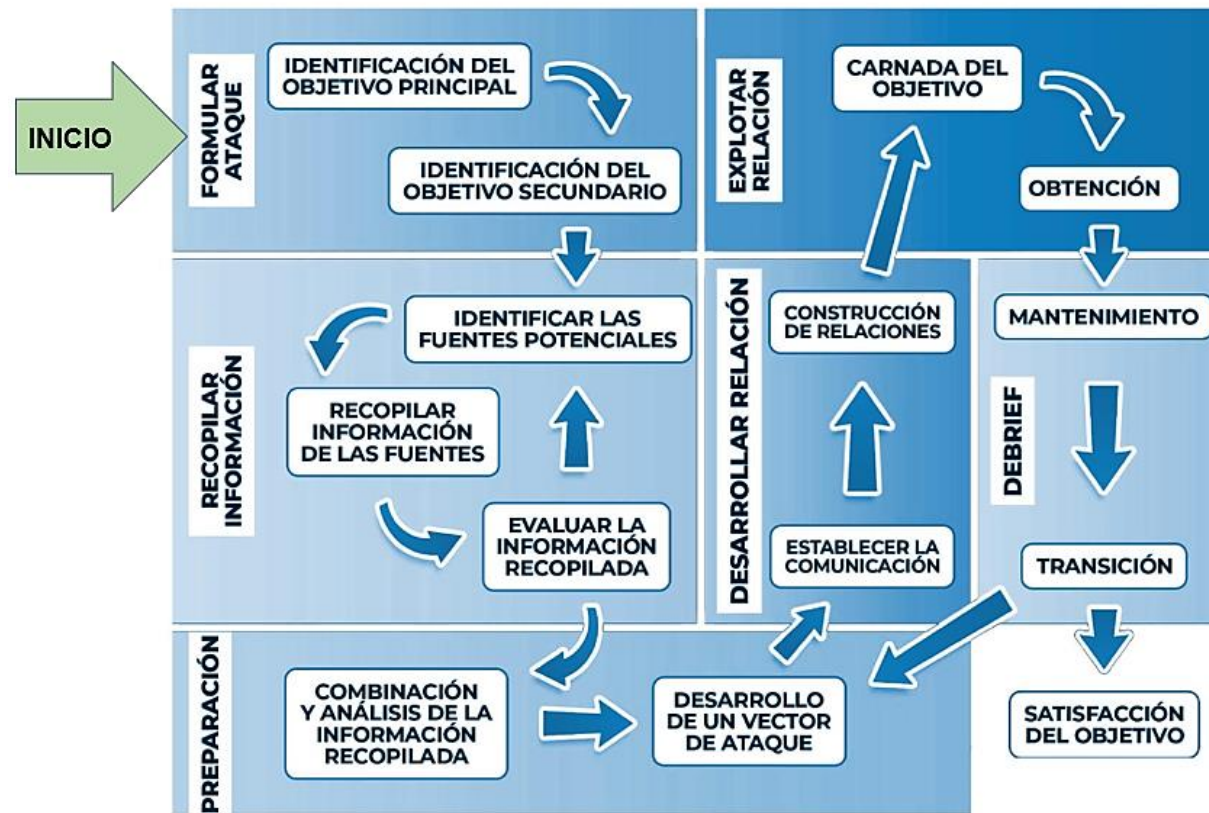 INICIO
FORMULAR
ATAQUE
IDENTIFICACIÓN DEL
OBJETIVO PRINCIPAL
IDENTIFICACIÓN DEL
OBJETIVO SECUNDARIO
RECOPILAR
INFORMACIÓN
IDENTIFICAR LAS
FUENTES POTENCIALES
RECOPILAR
INFORMACIÓN
DE LAS FUENTES
EVALUAR LA
INFORMACIÓN
RECOPILADA
PREPARACIÓN
COMBINACIÓN
Y ANÁLISIS DE LA
INFORMACIÓN
RECOPILADA
DESARROLLO
DE UN VECTOR
DE ATAQUE
DESARROLLAR RELACIÓN
ESTABLECER LA
COMUNICACIÓN
CONSTRUCCIÓN
DE RELACIONES
EXPLOTAR
RELACIÓN
CARNADA DEL
OBJETIVO
OBTENCIÓN
DEBRIEF
MANTENIMIENTO
TRANSICIÓN
SATISFACCIÓN
DEL OBJETIVO